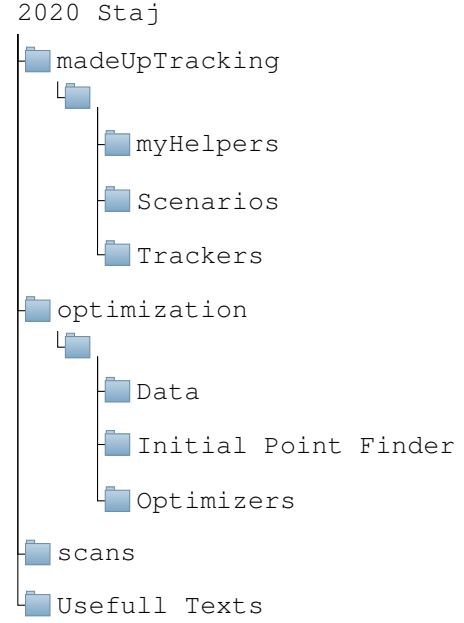 2020 Staj
madeUpTracking
myHelpers
Scenarios
Trackers
optimization
Data
Initial Point Finder
Optimizers
scans
Usefull Texts